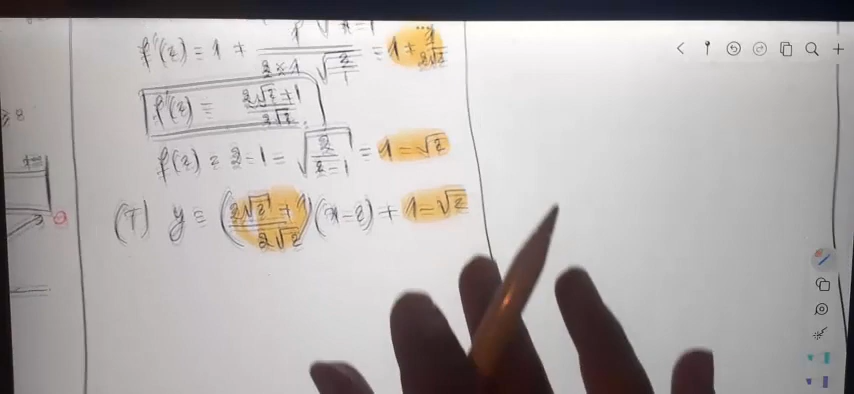 f'(2) = 1 + 1/(2×1 √(2/1)) = 1 + 1/(2√2)
f'(2) = (2√2 + 1)/(2√2)
f(2) = 2 - 1 - √(2/(2-1)) = 1 - √2
(T) y = ((2√2 + 1)/(2√2))(x - 2) + 1 - √2